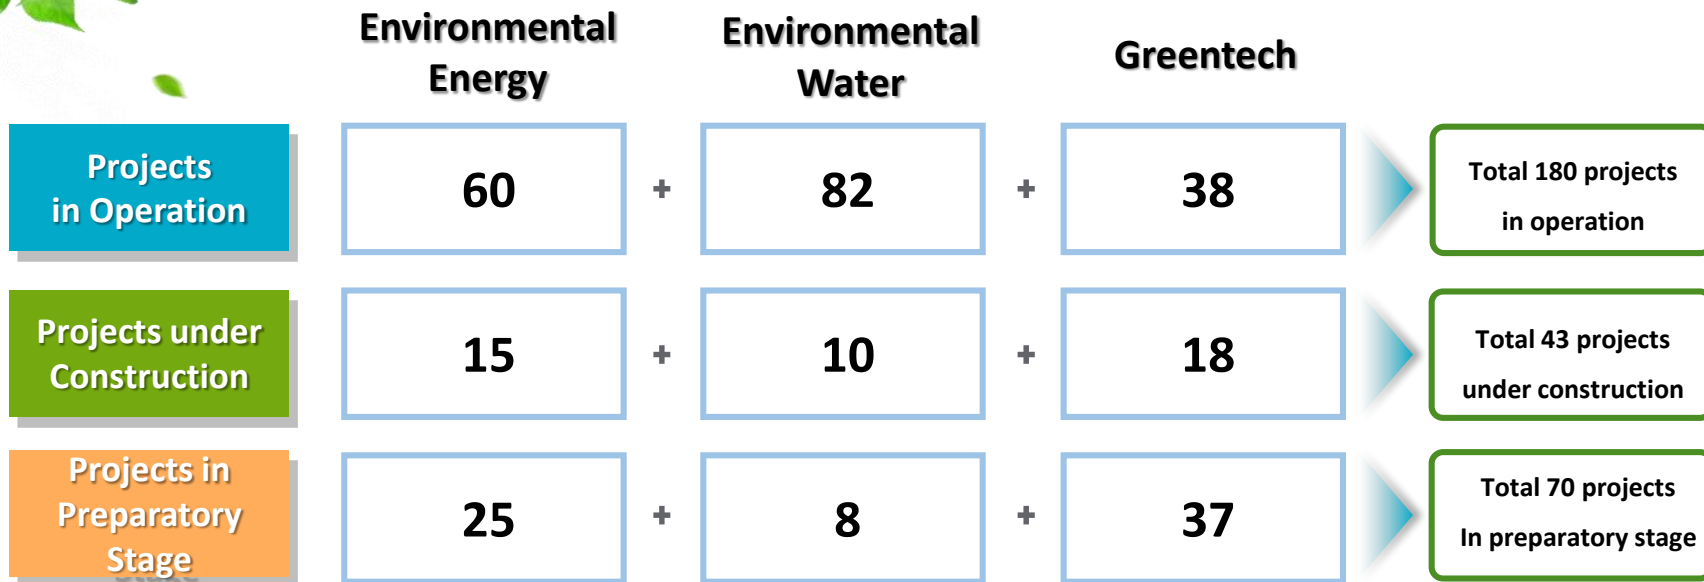 Environmental
Energy
Environmental
Water
Greentech
Projects
in Operation
60 + 82 + 38
Total 180 projects
in operation
Projects under
Construction
15 + 10 + 18
Total 43 projects
under construction
Projects in
Preparatory
Stage
25 + 8 + 37
Total 70 projects
In preparatory stage